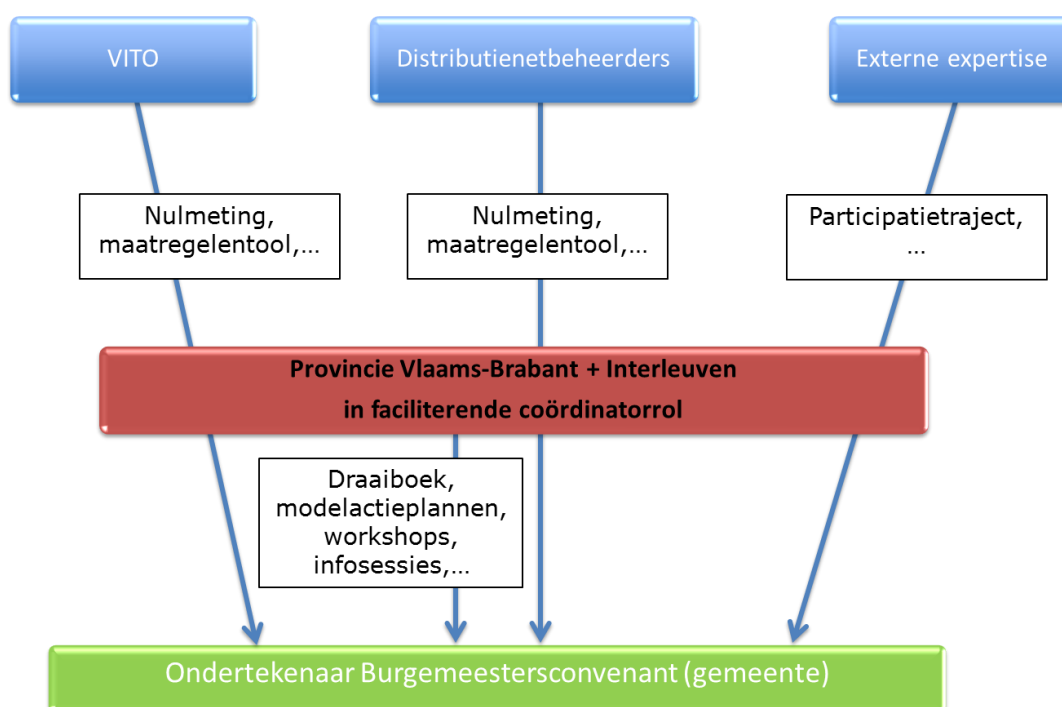 VITO
Distributienetbeheerders
Externe expertise
Nulmeting,
maatregelentool,...
Nulmeting,
maatregelentool,...
Participatietraject,
...
Provincie Vlaams-Brabant + Interleuven
in faciliterende coördinatorrol
Draaiboek,
modelactieplannen,
workshops,
infosessies,...
Ondertekenaar Burgemeestersconvenant (gemeente)